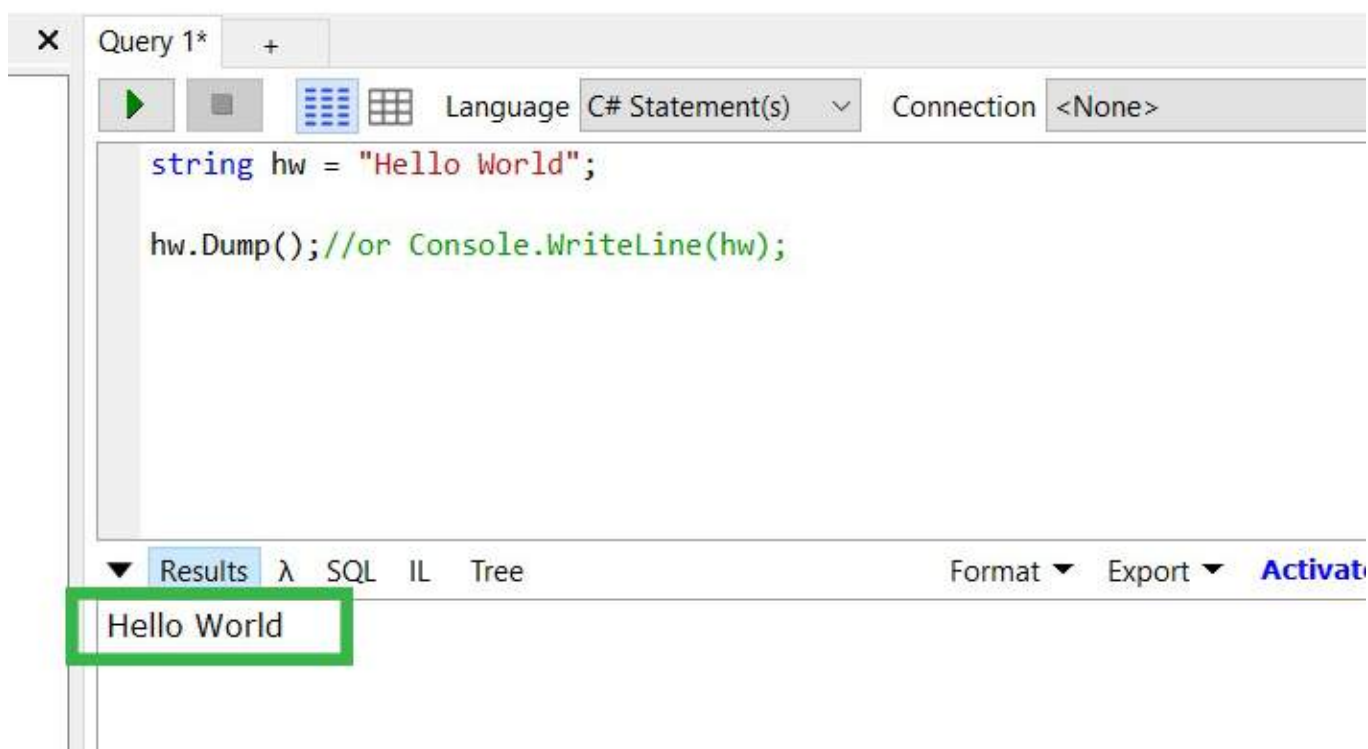 Query 1* +
Language C# Statement(s) Connection <None>
string hw = "Hello World";
hw.Dump();//or Console.WriteLine(hw);
Results λ SQL IL Tree Format Export Activate
Hello World